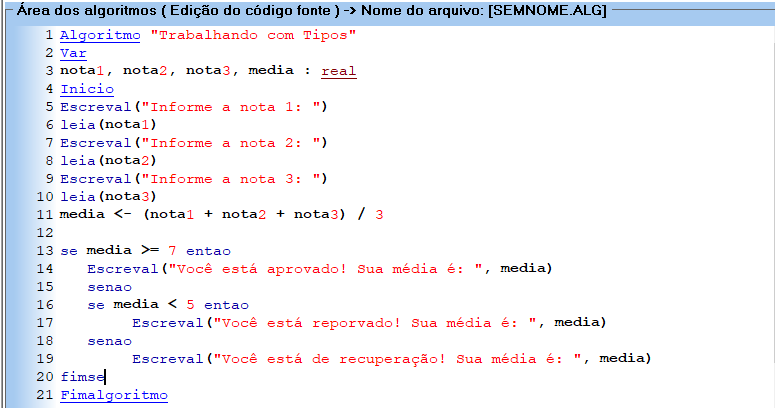 Área dos algoritmos ( Edição do código fonte ) -> Nome do arquivo: [SEMNOME.ALG]
1 Algoritmo "Trabalhando com Tipos"
2 Var
3 nota1, nota2, nota3, media : real
4 Inicio
5 Escreval("Informe a nota 1: ")
6 leia(nota1)
7 Escreval("Informe a nota 2: ")
8 leia(nota2)
9 Escreval("Informe a nota 3: ")
10 leia(nota3)
11 media <- (nota1 + nota2 + nota3) / 3
12
13 se media >= 7 entao
14    Escreval("Você está aprovado! Sua média é: ", media)
15    senao
16    se media < 5 entao
17         Escreval("Você está reporvado! Sua média é: ", media)
18    senao
19         Escreval("Você está de recuperação! Sua média é: ", media)
20 fimse
21 Fimalgoritmo